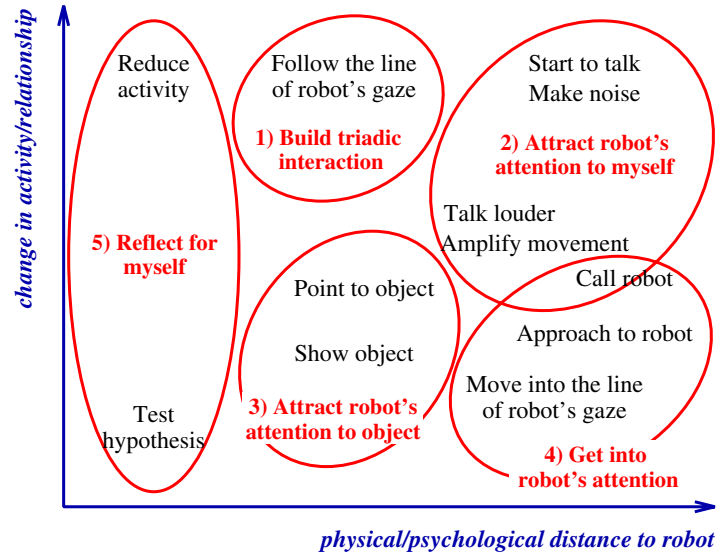 change in activity/relationship
Reduce
activity
5) Reflect for
myself
Test
hypothesis
Follow the line
of robot's gaze
1) Build triadic
interaction
Start to talk
Make noise
2) Attract robot's
attention to myself
Talk louder
Amplify movement
Call robot
Point to object
Show object
3) Attract robot's
attention to object
Approach to robot
Move into the line
of robot's gaze
4) Get into
robot's attention
physical/psychological distance to robot